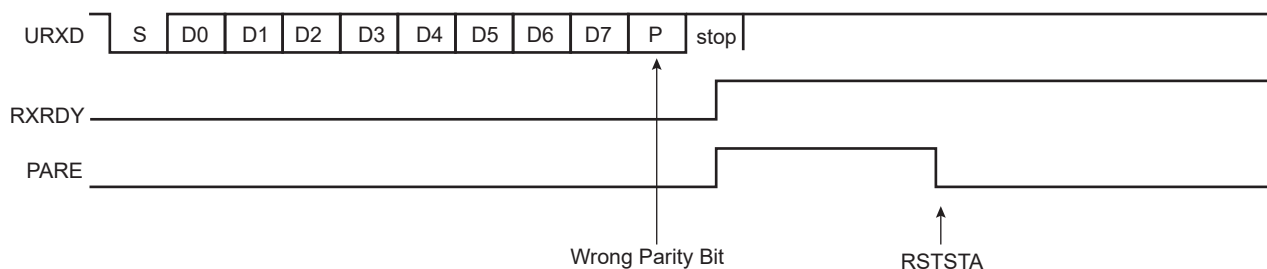 URXD S D0 D1 D2 D3 D4 D5 D6 D7 P stop
RXRDY
PARE
Wrong Parity Bit RSTSTA